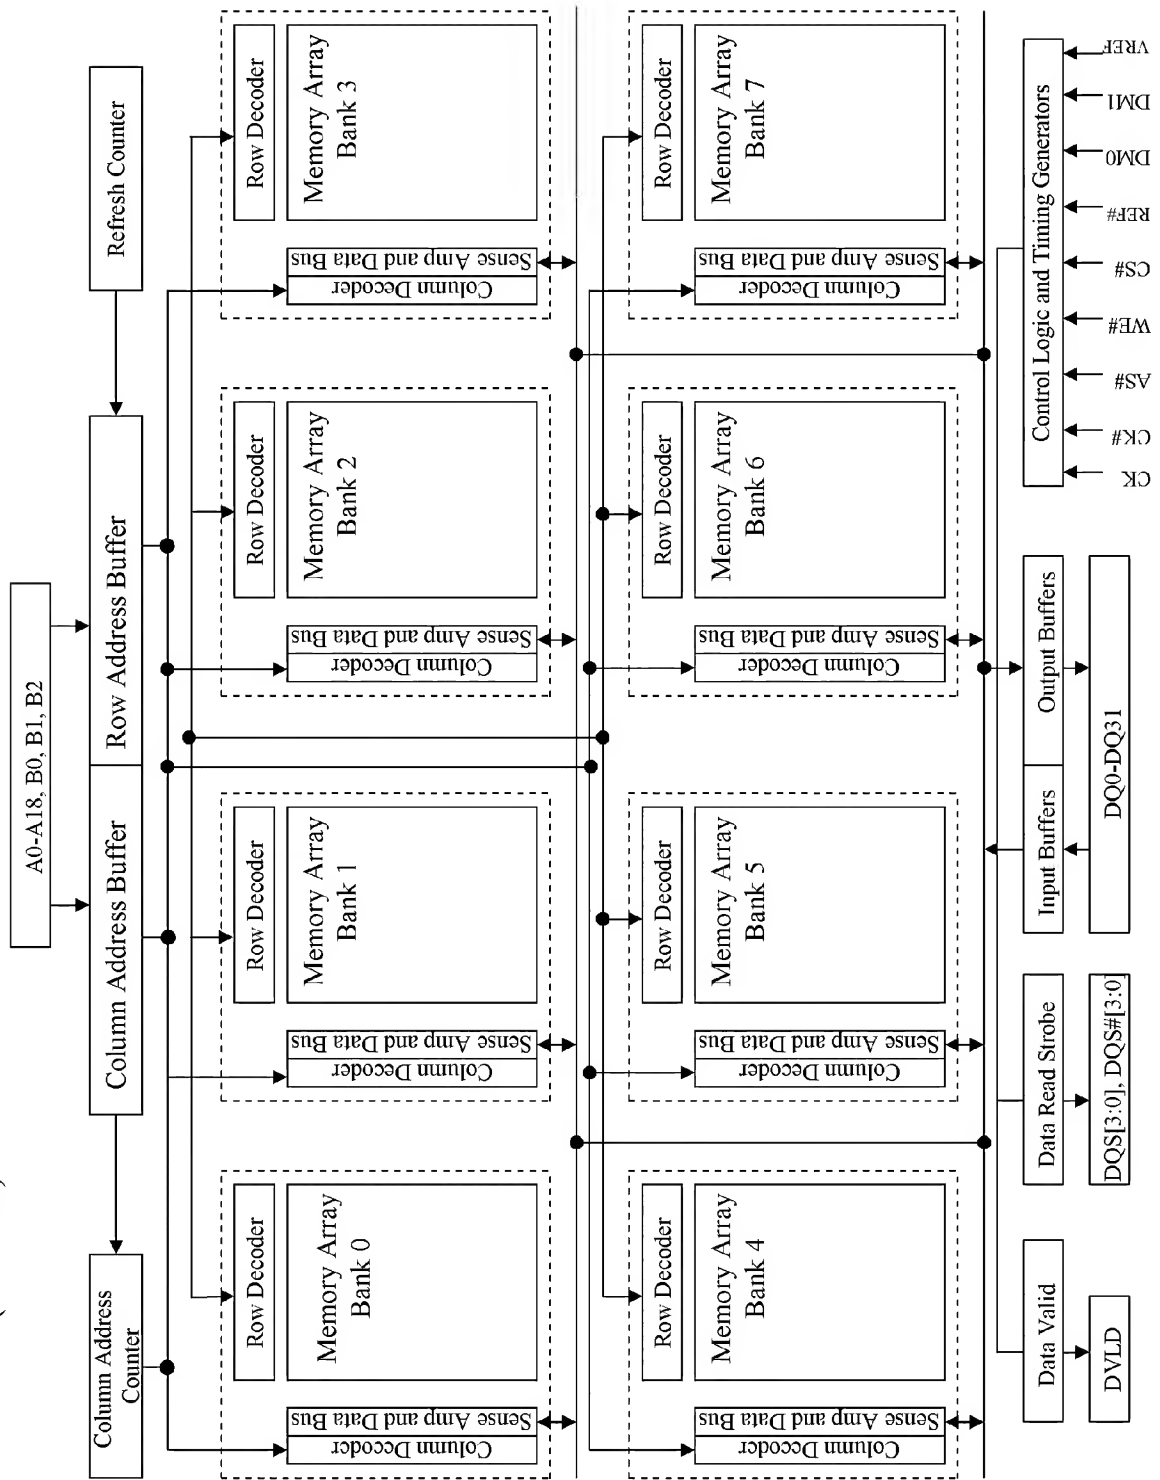 A0-A18, B0, B1, B2
Column Address
Counter
Column Address Buffer
Row Address Buffer
Refresh Counter
Row Decoder
Memory Array
Bank 0
Column Decoder
Sense Amp and Data Bus
Row Decoder
Memory Array
Bank 1
Column Decoder
Sense Amp and Data Bus
Row Decoder
Memory Array
Bank 2
Column Decoder
Sense Amp and Data Bus
Row Decoder
Memory Array
Bank 3
Column Decoder
Sense Amp and Data Bus
Row Decoder
Memory Array
Bank 4
Column Decoder
Sense Amp and Data Bus
Row Decoder
Memory Array
Bank 5
Column Decoder
Sense Amp and Data Bus
Row Decoder
Memory Array
Bank 6
Column Decoder
Sense Amp and Data Bus
Row Decoder
Memory Array
Bank 7
Column Decoder
Sense Amp and Data Bus
Data Valid
DVLD
Data Read Strobe
DQS[3:0], DQS#[3:0]
Input Buffers
Output Buffers
DQ0-DQ31
Control Logic and Timing Generators
CK
CK#
AS#
WE#
CS#
REF#
DM0
DM1
VREF